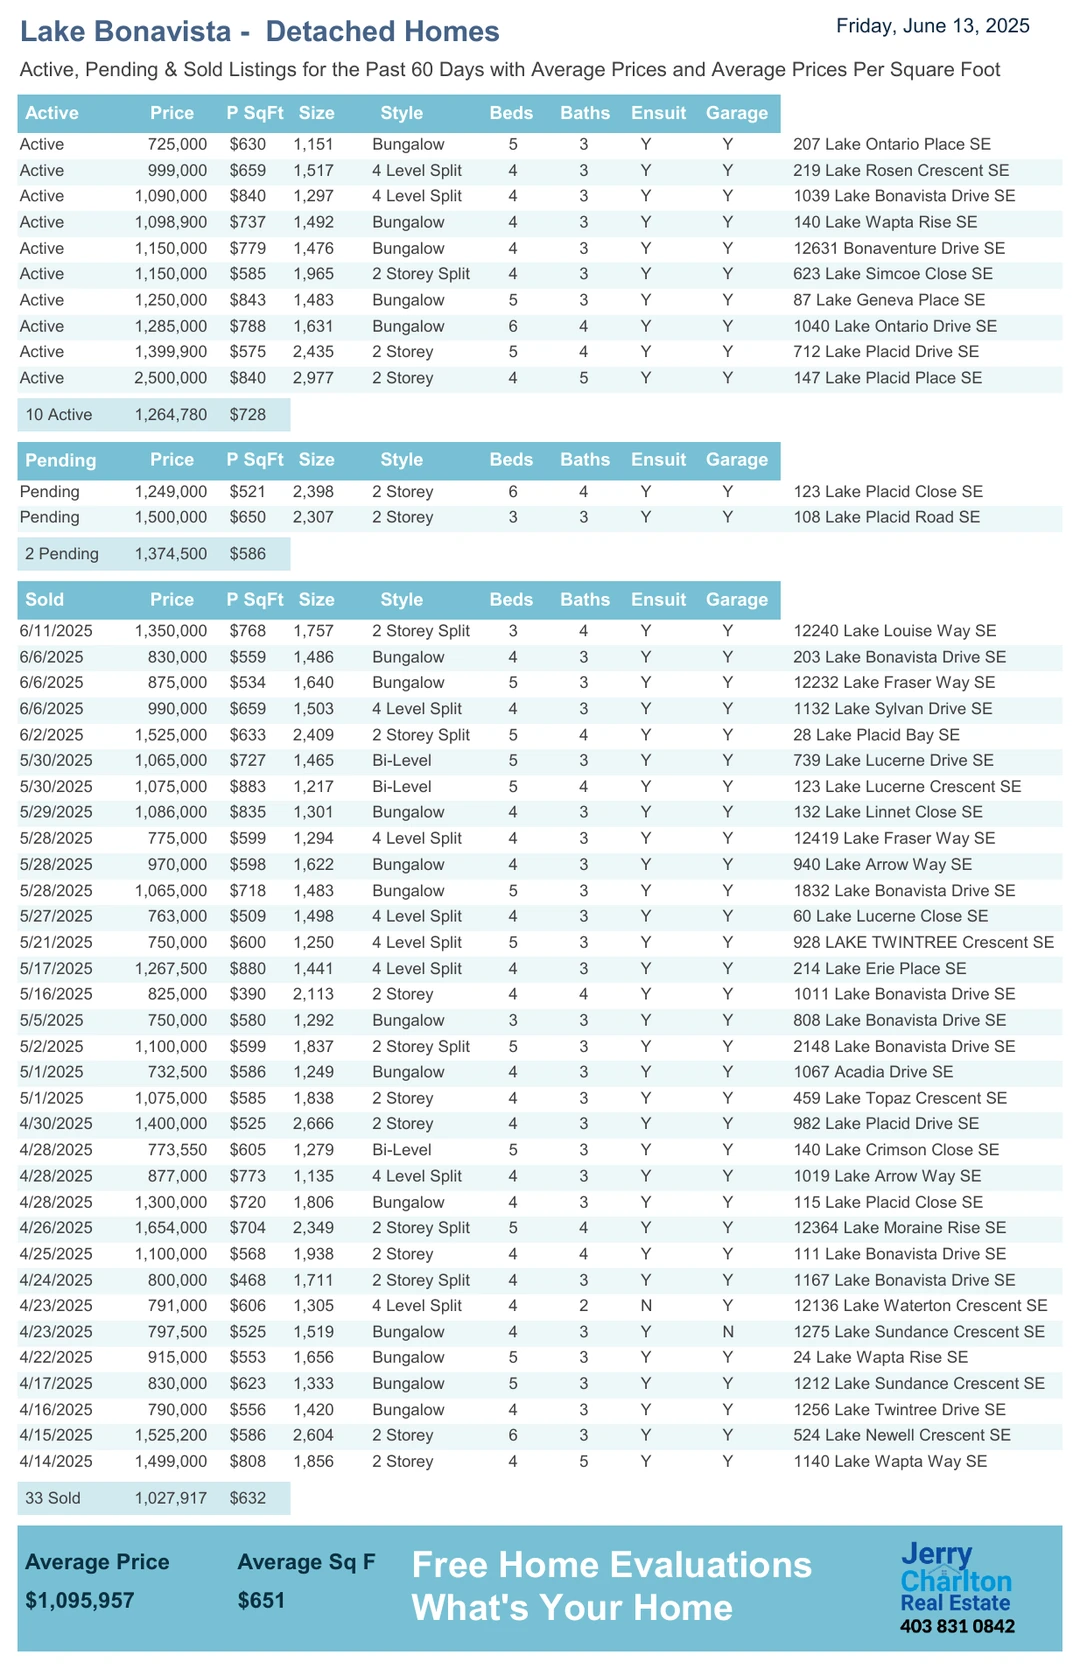 Lake Bonavista -  Detached Homes
Friday, June 13, 2025
Active, Pending & Sold Listings for the Past 60 Days with Average Prices and Average Prices Per Square Foot
Active Price P SqFt Size Style Beds Baths Ensuit Garage
Active 725,000 $630 1,151 Bungalow 5 3 Y Y 207 Lake Ontario Place SE
Active 999,000 $659 1,517 4 Level Split 4 3 Y Y 219 Lake Rosen Crescent SE
Active 1,090,000 $840 1,297 4 Level Split 4 3 Y Y 1039 Lake Bonavista Drive SE
Active 1,098,900 $737 1,492 Bungalow 4 3 Y Y 140 Lake Wapta Rise SE
Active 1,150,000 $779 1,476 Bungalow 4 3 Y Y 12631 Bonaventure Drive SE
Active 1,150,000 $585 1,965 2 Storey Split 4 3 Y Y 623 Lake Simcoe Close SE
Active 1,250,000 $843 1,483 Bungalow 5 3 Y Y 87 Lake Geneva Place SE
Active 1,285,000 $788 1,631 Bungalow 6 4 Y Y 1040 Lake Ontario Drive SE
Active 1,399,900 $575 2,435 2 Storey 5 4 Y Y 712 Lake Placid Drive SE
Active 2,500,000 $840 2,977 2 Storey 4 5 Y Y 147 Lake Placid Place SE
10 Active 1,264,780 $728
Pending Price P SqFt Size Style Beds Baths Ensuit Garage
Pending 1,249,000 $521 2,398 2 Storey 6 4 Y Y 123 Lake Placid Close SE
Pending 1,500,000 $650 2,307 2 Storey 3 3 Y Y 108 Lake Placid Road SE
2 Pending 1,374,500 $586
Sold Price P SqFt Size Style Beds Baths Ensuit Garage
6/11/2025 1,350,000 $768 1,757 2 Storey Split 3 4 Y Y 12240 Lake Louise Way SE
6/6/2025 830,000 $559 1,486 Bungalow 4 3 Y Y 203 Lake Bonavista Drive SE
6/6/2025 875,000 $534 1,640 Bungalow 5 3 Y Y 12232 Lake Fraser Way SE
6/6/2025 990,000 $659 1,503 4 Level Split 4 3 Y Y 1132 Lake Sylvan Drive SE
6/2/2025 1,525,000 $633 2,409 2 Storey Split 5 4 Y Y 28 Lake Placid Bay SE
5/30/2025 1,065,000 $727 1,465 Bi-Level 5 3 Y Y 739 Lake Lucerne Drive SE
5/30/2025 1,075,000 $883 1,217 Bi-Level 5 4 Y Y 123 Lake Lucerne Crescent SE
5/29/2025 1,086,000 $835 1,301 Bungalow 4 3 Y Y 132 Lake Linnet Close SE
5/28/2025 775,000 $599 1,294 4 Level Split 4 3 Y Y 12419 Lake Fraser Way SE
5/28/2025 970,000 $598 1,622 Bungalow 4 3 Y Y 940 Lake Arrow Way SE
5/28/2025 1,065,000 $718 1,483 Bungalow 5 3 Y Y 1832 Lake Bonavista Drive SE
5/27/2025 763,000 $509 1,498 4 Level Split 4 3 Y Y 60 Lake Lucerne Close SE
5/21/2025 750,000 $600 1,250 4 Level Split 5 3 Y Y 928 LAKE TWINTREE Crescent SE
5/17/2025 1,267,500 $880 1,441 4 Level Split 4 3 Y Y 214 Lake Erie Place SE
5/16/2025 825,000 $390 2,113 2 Storey 4 4 Y Y 1011 Lake Bonavista Drive SE
5/5/2025 750,000 $580 1,292 Bungalow 3 3 Y Y 808 Lake Bonavista Drive SE
5/2/2025 1,100,000 $599 1,837 2 Storey Split 5 3 Y Y 2148 Lake Bonavista Drive SE
5/1/2025 732,500 $586 1,249 Bungalow 4 3 Y Y 1067 Acadia Drive SE
5/1/2025 1,075,000 $585 1,838 2 Storey 4 3 Y Y 459 Lake Topaz Crescent SE
4/30/2025 1,400,000 $525 2,666 2 Storey 4 3 Y Y 982 Lake Placid Drive SE
4/28/2025 773,550 $605 1,279 Bi-Level 5 3 Y Y 140 Lake Crimson Close SE
4/28/2025 877,000 $773 1,135 4 Level Split 4 3 Y Y 1019 Lake Arrow Way SE
4/28/2025 1,300,000 $720 1,806 Bungalow 4 3 Y Y 115 Lake Placid Close SE
4/26/2025 1,654,000 $704 2,349 2 Storey Split 5 4 Y Y 12364 Lake Moraine Rise SE
4/25/2025 1,100,000 $568 1,938 2 Storey 4 4 Y Y 111 Lake Bonavista Drive SE
4/24/2025 800,000 $468 1,711 2 Storey Split 4 3 Y Y 1167 Lake Bonavista Drive SE
4/23/2025 791,000 $606 1,305 4 Level Split 4 2 N Y 12136 Lake Waterton Crescent SE
4/23/2025 797,500 $525 1,519 Bungalow 4 3 Y N 1275 Lake Sundance Crescent SE
4/22/2025 915,000 $553 1,656 Bungalow 5 3 Y Y 24 Lake Wapta Rise SE
4/17/2025 830,000 $623 1,333 Bungalow 5 3 Y Y 1212 Lake Sundance Crescent SE
4/16/2025 790,000 $556 1,420 Bungalow 4 3 Y Y 1256 Lake Twintree Drive SE
4/15/2025 1,525,200 $586 2,604 2 Storey 6 3 Y Y 524 Lake Newell Crescent SE
4/14/2025 1,499,000 $808 1,856 2 Storey 4 5 Y Y 1140 Lake Wapta Way SE
33 Sold 1,027,917 $632
Average Price Average Sq F
$1,095,957 $651
Free Home Evaluations
What's Your Home
Jerry
Charlton
Real Estate
403 831 0842